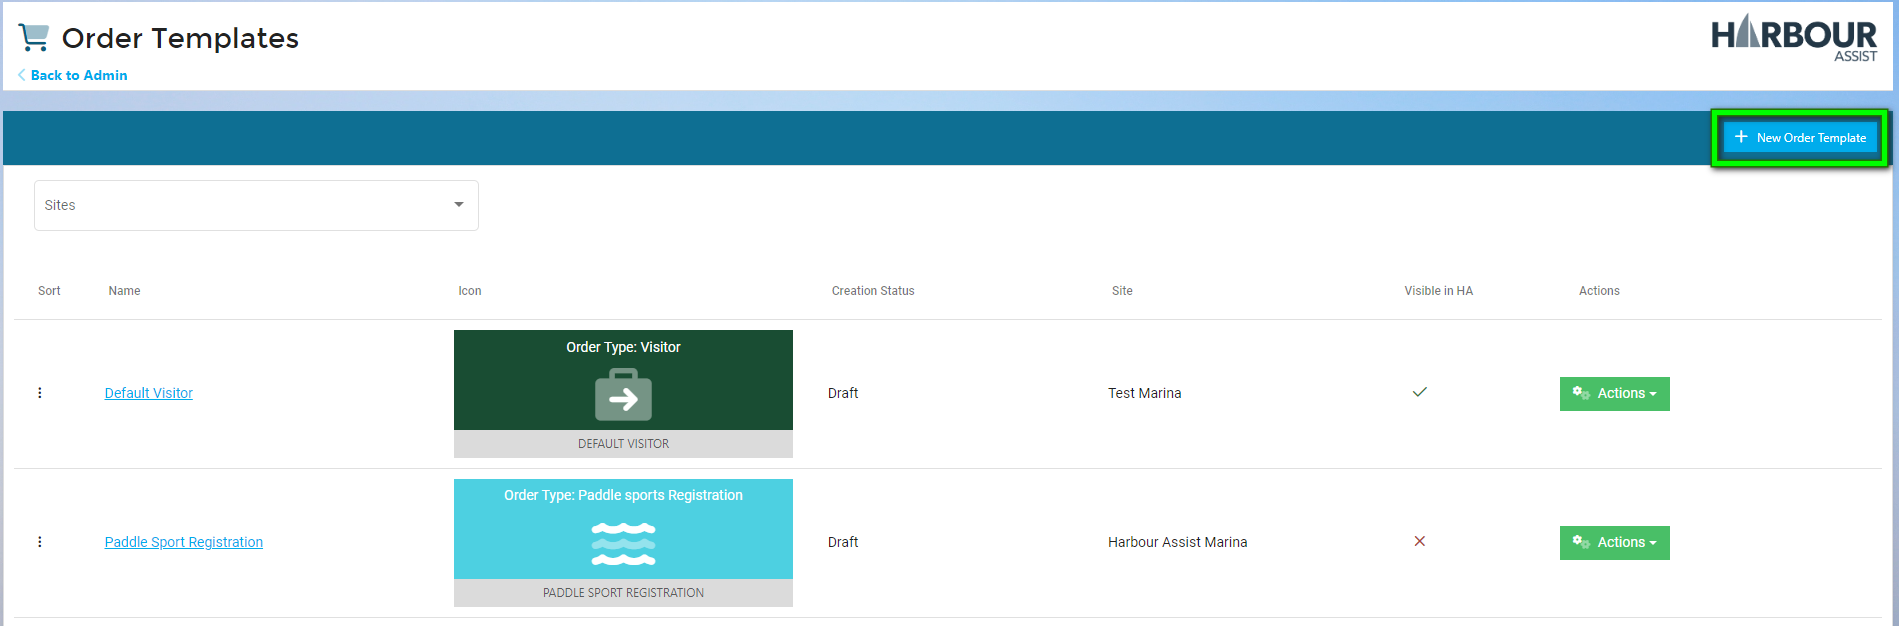 Order Templates
HARBOUR
ASSIST
Back to Admin
New Order Template
Sites
Sort Name Icon Creation Status Site Visible in HA Actions
Order Type: Visitor
Default Visitor Draft Test Marina Actions
DEFAULT VISITOR
Order Type: Paddle sports Registration
Paddle Sport Registration Draft Harbour Assist Marina Actions
PADDLE SPORT REGISTRATION